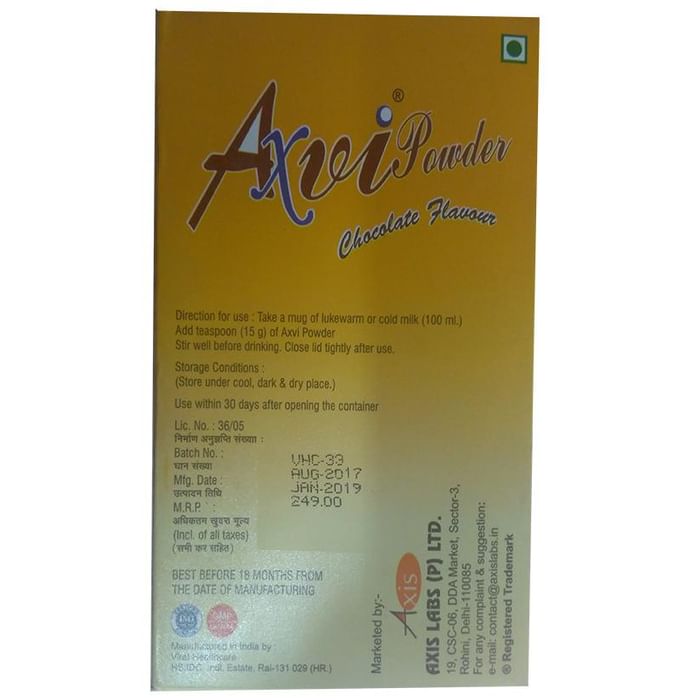 Axvi® Powder
Chocolate Flavour
Direction for use : Take a mug of lukewarm or cold milk (100 ml.)
Add teaspoon (15 g) of Axvi Powder
Stir well before drinking. Close lid tightly after use.
Storage Conditions :
(Store under cool, dark & dry place.)
Use within 30 days after opening the container
Lic. No. : 36/05
निर्माण अनुज्ञप्ति संख्या :
Batch No. : VHC-33
घान संख्या
AUG-2017
Mfg. Date : JAN-2019
उत्पादन तिथि
M.R.P. : 249.00
अधिकतम खुदरा मूल्य
(Incl. of all taxes)
(सभी कर सहित)
BEST BEFORE 18 MONTHS FROM
THE DATE OF MANUFACTURING
ISO
GMP
Manufactured in India by :
Viral Healthcare
HSIIDC, Indl. Estate, Rai-131 029 (HR.)
Marketed by:-
Axis
AXIS LABS (P) LTD.
19, CSC-06, DDA Market, Sector-3,
Rohini, Delhi-110085
For any complaint & suggestion:
e-mail: contact@axislabs.in
® Registered Trademark